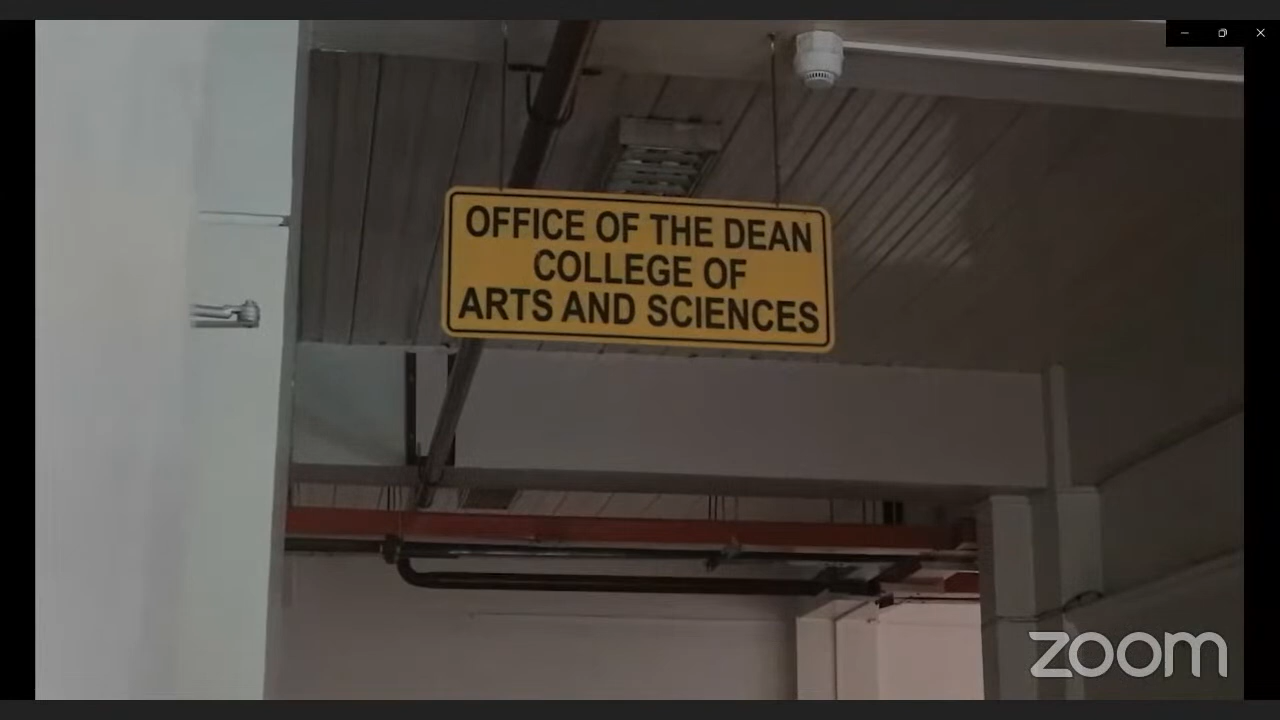 OFFICE OF THE DEAN
COLLEGE OF
ARTS AND SCIENCES
zoom